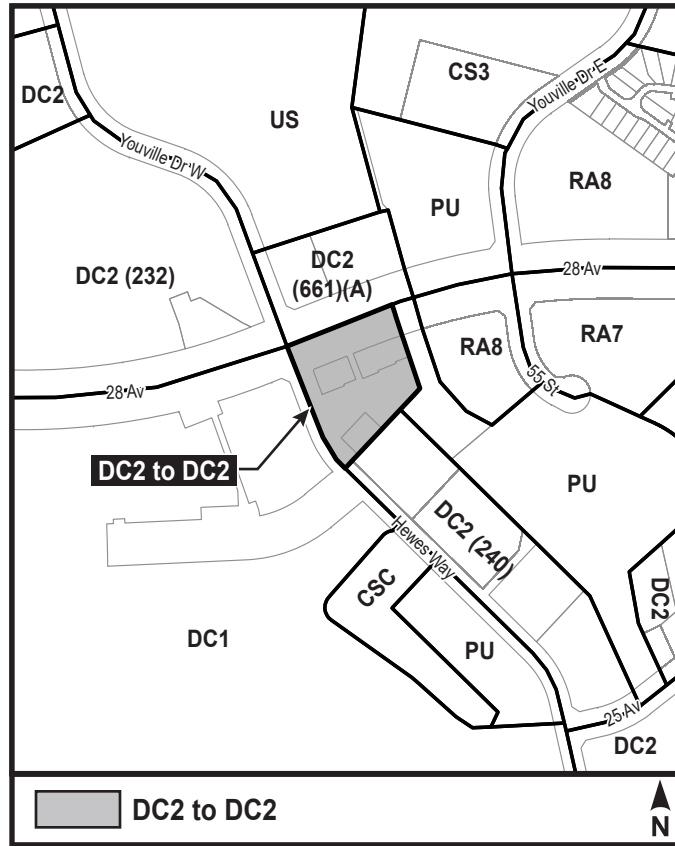 CS3
Youville Dr E
DC2
US
Youville Dr W
RA8
PU
DC2 (232)
DC2
(661)(A)
28 Av
RA8
RA7
28 Av
55 St
DC2 to DC2
PU
DC2 (240)
Hewes Way
CSC
DC2
DC1
PU
25 Av
DC2
DC2 to DC2
N